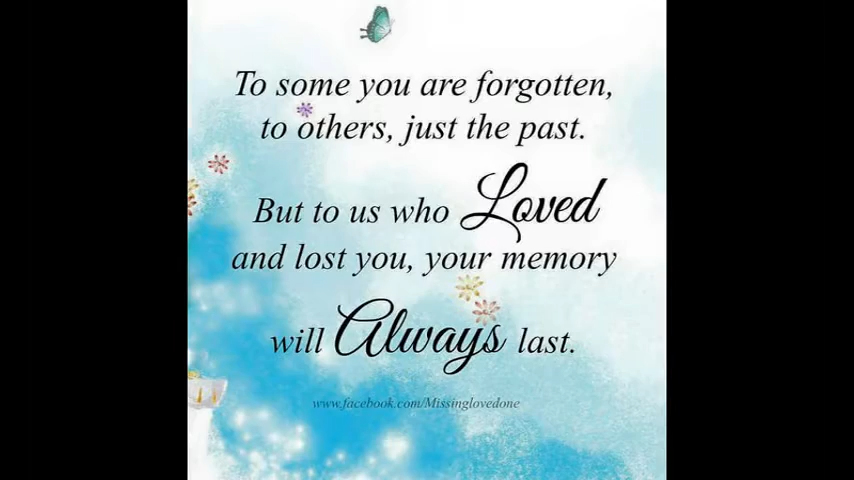 To some you are forgotten,
to others, just the past.
But to us who Loved
and lost you, your memory
will Always last.
www.facebook.com/Missinglovedone